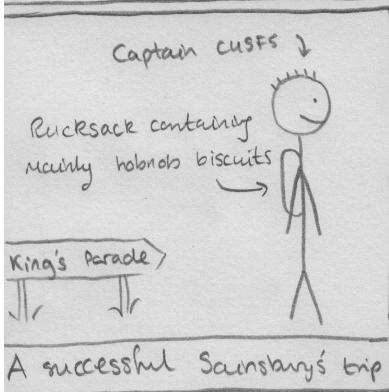 Captain CUSFS
Rucksack containing
mainly hobnob biscuits
King's Parade
A successful Sainsbury's trip